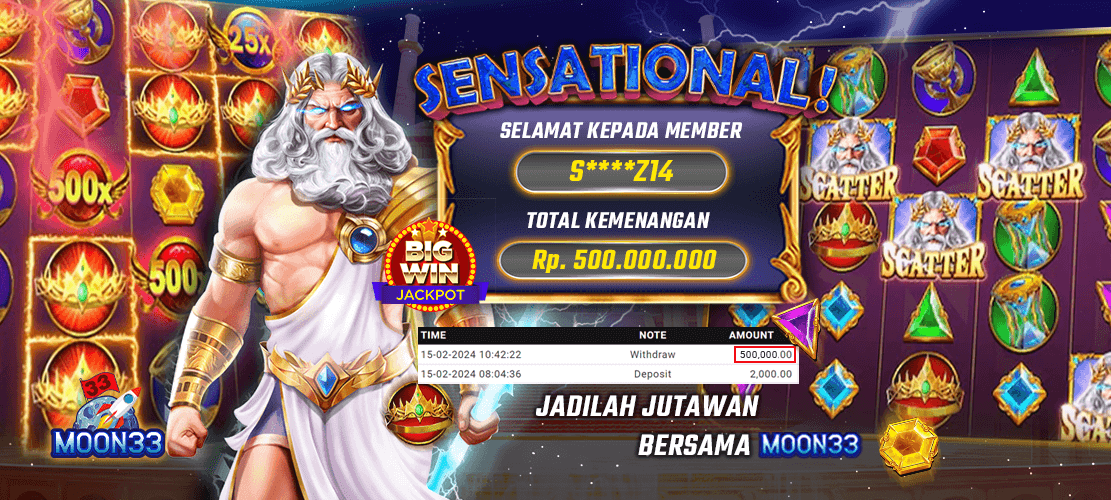 25x
500x
500
SENSATIONAL!
SELAMAT KEPADA MEMBER
S****Z14
TOTAL KEMENANGAN
Rp. 500.000.000
BIG
WIN
JACKPOT
TIME NOTE AMOUNT
15-02-2024 10:42:22 Withdraw 500,000.00
15-02-2024 08:04:36 Deposit 2,000.00
JADILAH JUTAWAN
BERSAMA MOON33
33
MOON33
SCATTER
SCATTER
SCATTER